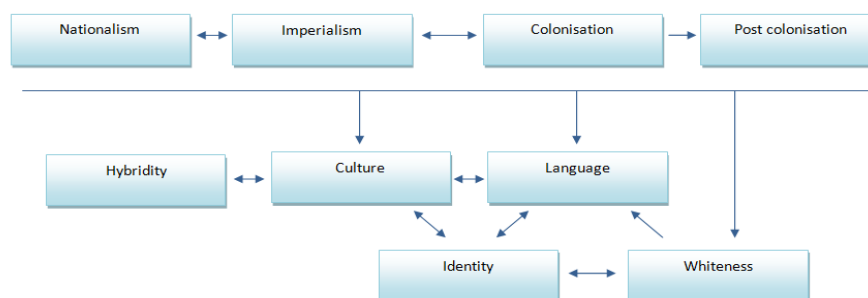 Nationalism
Imperialism
Colonisation
Post colonisation
Hybridity
Culture
Language
Identity
Whiteness